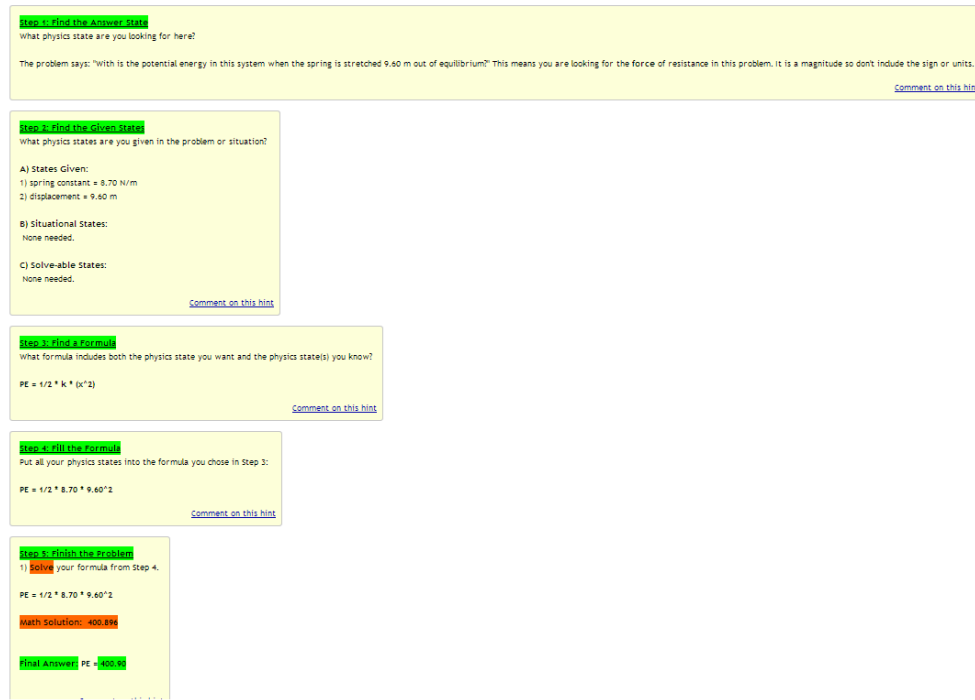 Step 1: Find the Answer State
What physics state are you looking for here?
The problem says: "With is the potential energy in this system when the spring is stretched 9.60 m out of equilibrium?" This means you are looking for the force of resistance in this problem. It is a magnitude so don't include the sign or units.
Comment on this hin
Step 2: Find the Given States
What physics states are you given in the problem or situation?
A) States Given:
1) spring constant = 8.70 N/m
2) displacement = 9.60 m
B) Situational States:
None needed.
C) Solve-able States:
None needed.
Comment on this hint
Step 3: Find a Formula
What formula includes both the physics state you want and the physics state(s) you know?
PE = 1/2 * k * (x^2)
Comment on this hint
Step 4: Fill the Formula
Put all your physics states into the formula you chose in Step 3:
PE = 1/2 * 8.70 * 9.60^2
Comment on this hint
Step 5: Finish the Problem
1) Solve your formula from Step 4.
PE = 1/2 * 8.70 * 9.60^2
Math Solution: 400.896
Final Answer: PE = 400.90